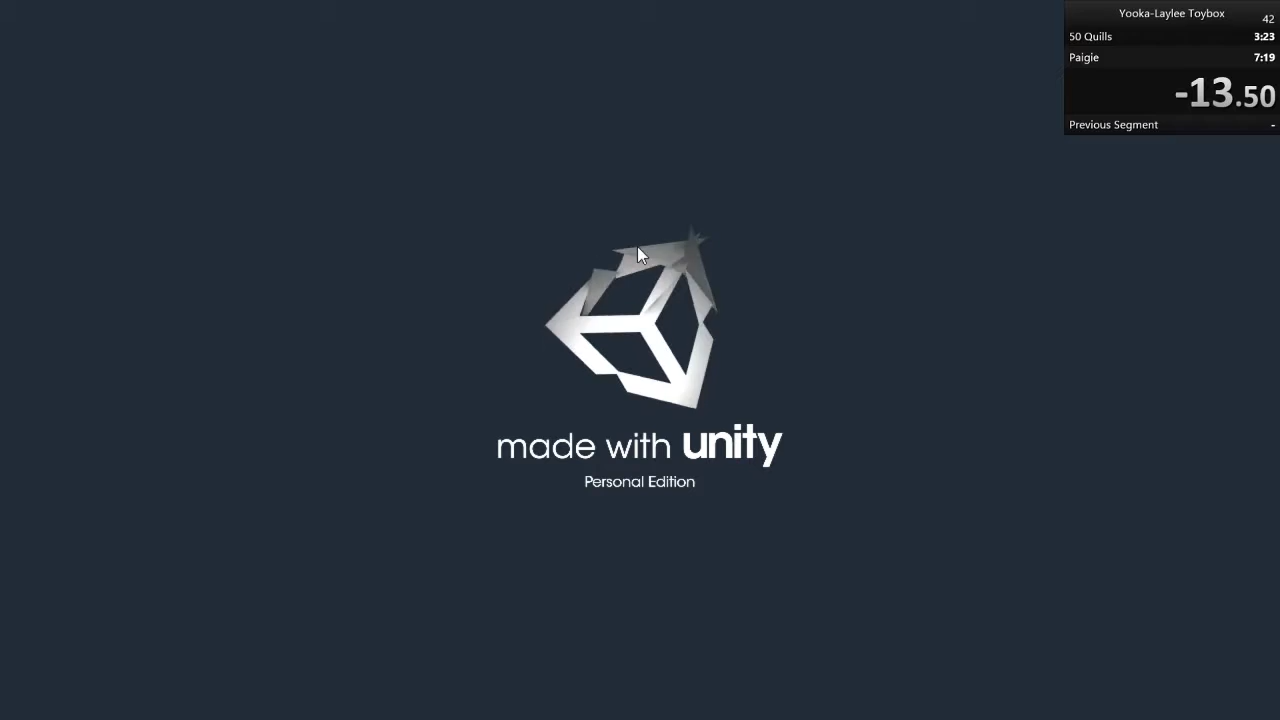 Yooka-Laylee Toybox
42
50 Quills 3:23
Paigie 7:19
-13.50
Previous Segment -
made with unity
Personal Edition